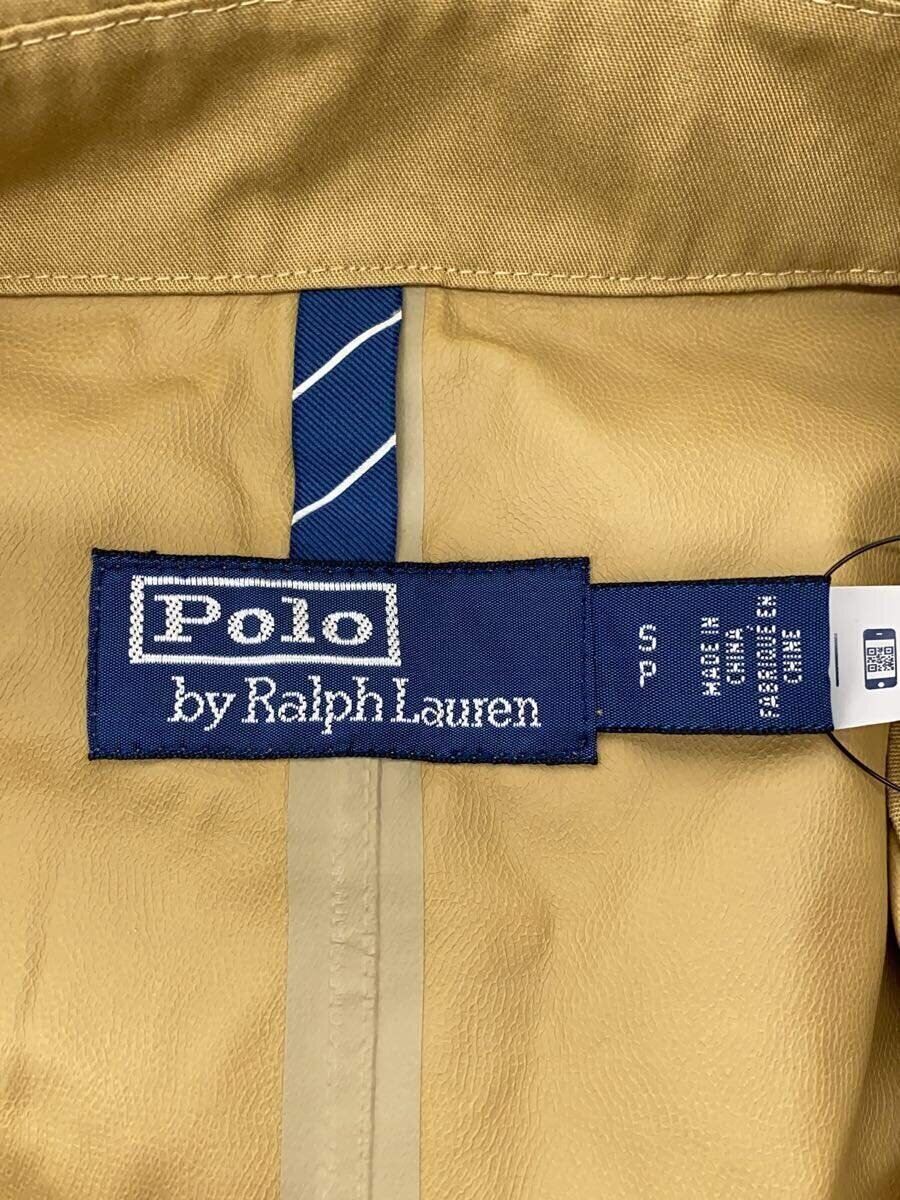 Polo
by Ralph Lauren
S
P
MADE IN
CHINA,
FABRIQUÉ EN
CHINE